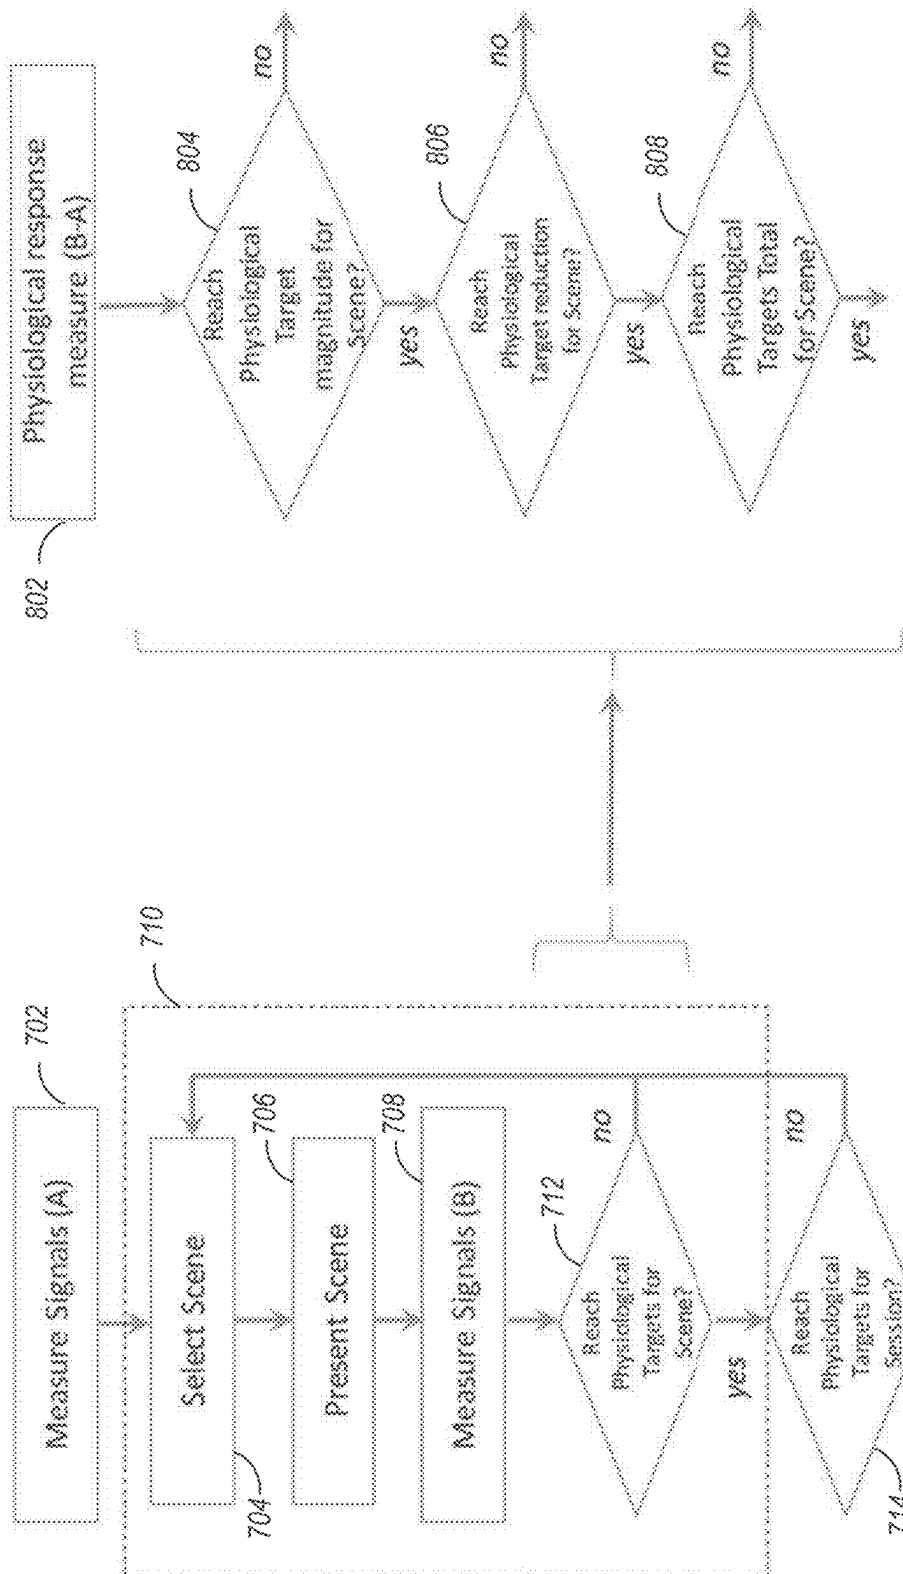 702
Measure Signals (A)
710
Select Scene
704
706
Present Scene
708
Measure Signals (B)
712
Reach
Physiological
Targets for
Scene?
no
yes
Reach
Physiological
Targets for
Session?
no
714
802
Physiological response
measure (B-A)
804
Reach
Physiological
Target
magnitude for
Scene?
no
yes
806
Reach
Physiological
Target reduction
for Scene?
no
yes
808
Reach
Physiological
Targets Total
for Scene?
no
yes